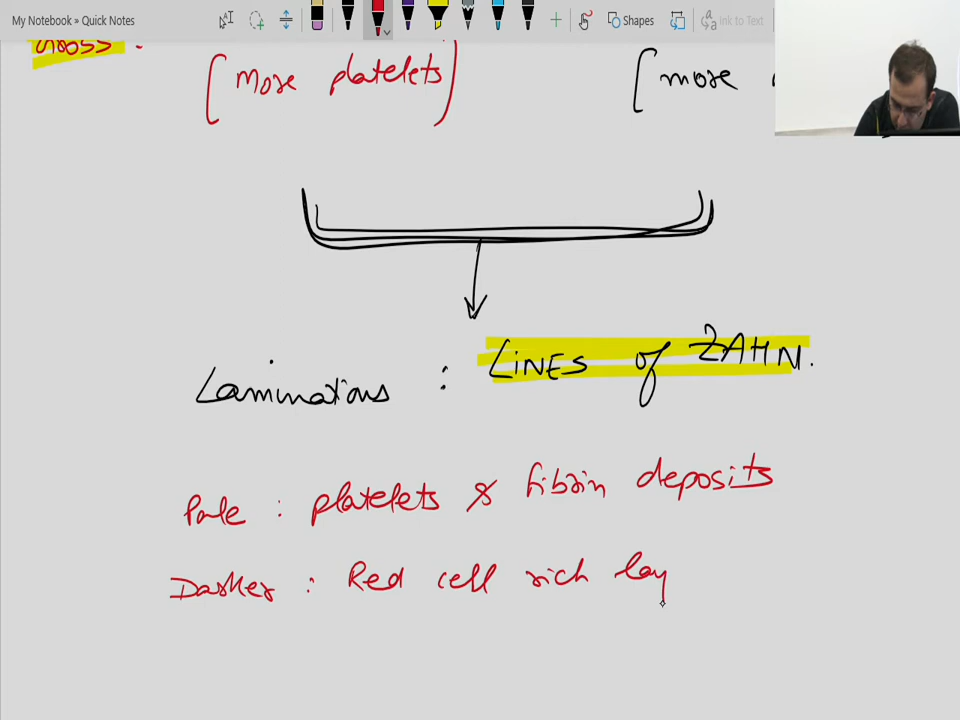 My Notebook » Quick Notes
Shapes
Ink to Text
Gross :
[More platelets]
[more
Laminations : LINES of ZAHN.
Pale : platelets & fibrin deposits
Darker : Red cell rich lay